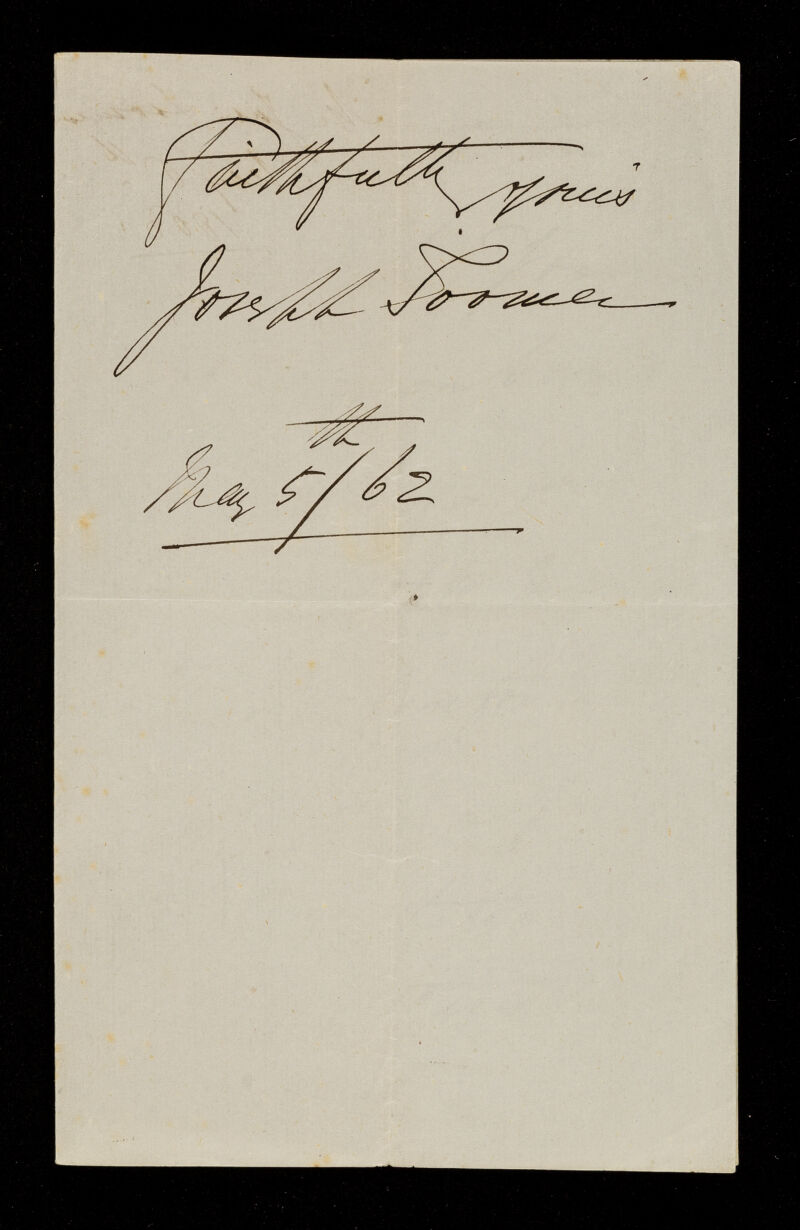 Faithfully yours
Joseph Toomer
May 5th/62